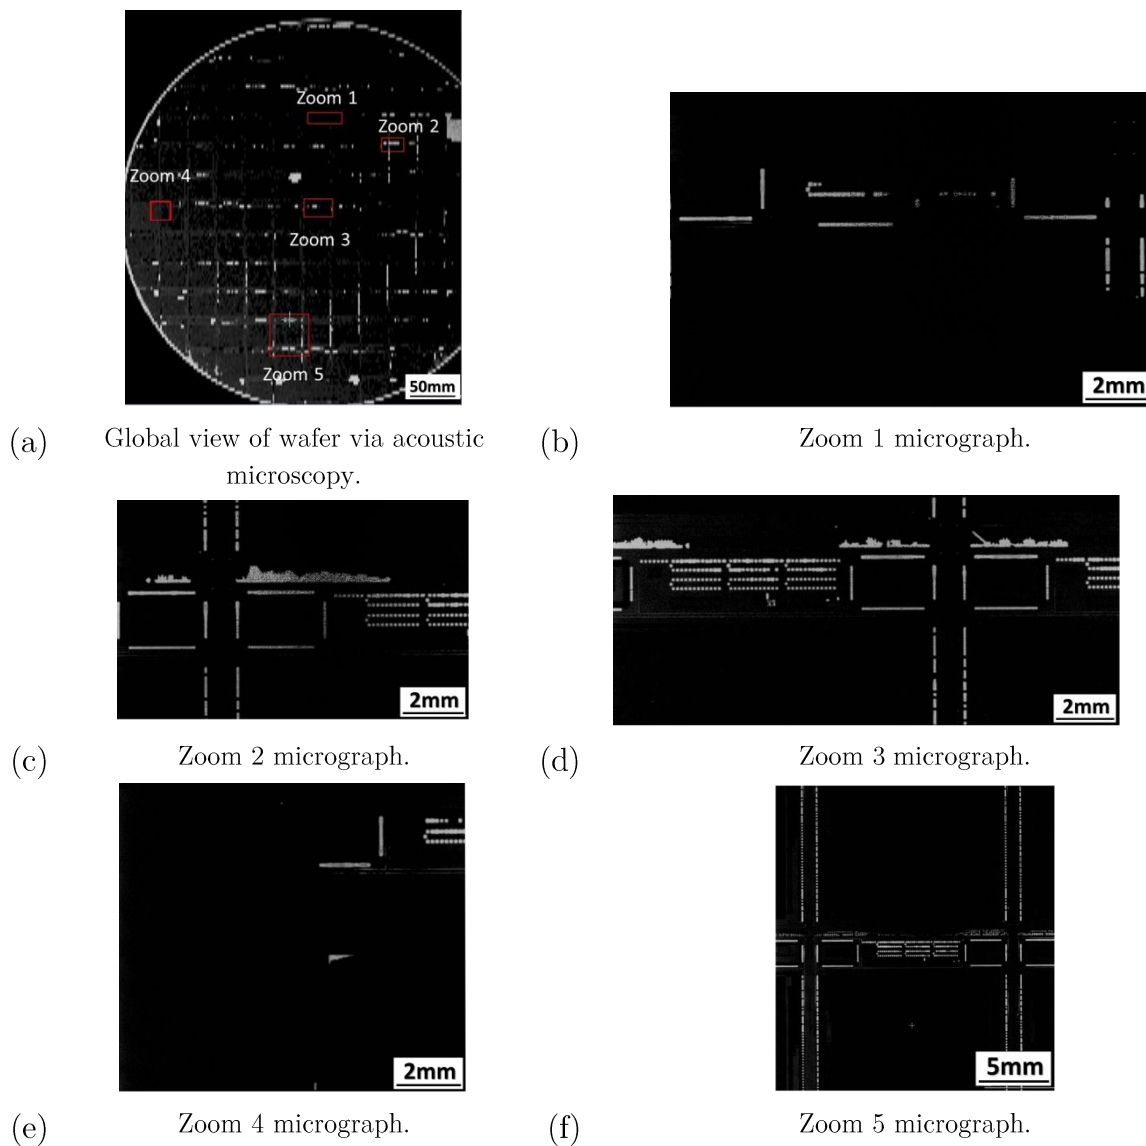 Zoom 1
Zoom 2
Zoom 4
Zoom 3
Zoom 5
50mm
2mm
(a) Global view of wafer via acoustic
microscopy.
(b) Zoom 1 micrograph.
2mm
2mm
(c) Zoom 2 micrograph.
(d) Zoom 3 micrograph.
2mm
5mm
(e) Zoom 4 micrograph.
(f) Zoom 5 micrograph.